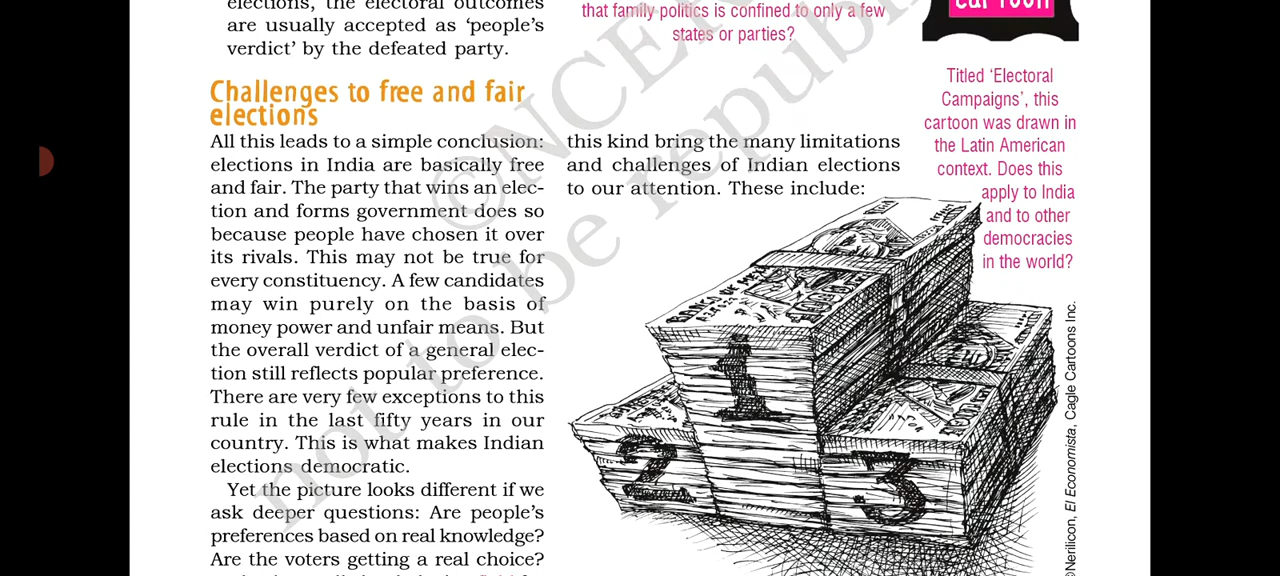 elections, the electoral outcomes
are usually accepted as ‘people’s
verdict’ by the defeated party.
Challenges to free and fair
elections
All this leads to a simple conclusion:
elections in India are basically free
and fair. The party that wins an elec-
tion and forms government does so
because people have chosen it over
its rivals. This may not be true for
every constituency. A few candidates
may win purely on the basis of
money power and unfair means. But
the overall verdict of a general elec-
tion still reflects popular preference.
There are very few exceptions to this
rule in the last fifty years in our
country. This is what makes Indian
elections democratic.
Yet the picture looks different if we
ask deeper questions: Are people’s
preferences based on real knowledge?
Are the voters getting a real choice?
that family politics is confined to only a few
states or parties?
this kind bring the many limitations
and challenges of Indian elections
to our attention. These include:
1
2
3
cartoon
Titled ‘Electoral
Campaigns’, this
cartoon was drawn in
the Latin American
context. Does this
apply to India
and to other
democracies
in the world?
©Nerilicon, El Economista, Cagle Cartoons Inc.
©NCER
not to be republi